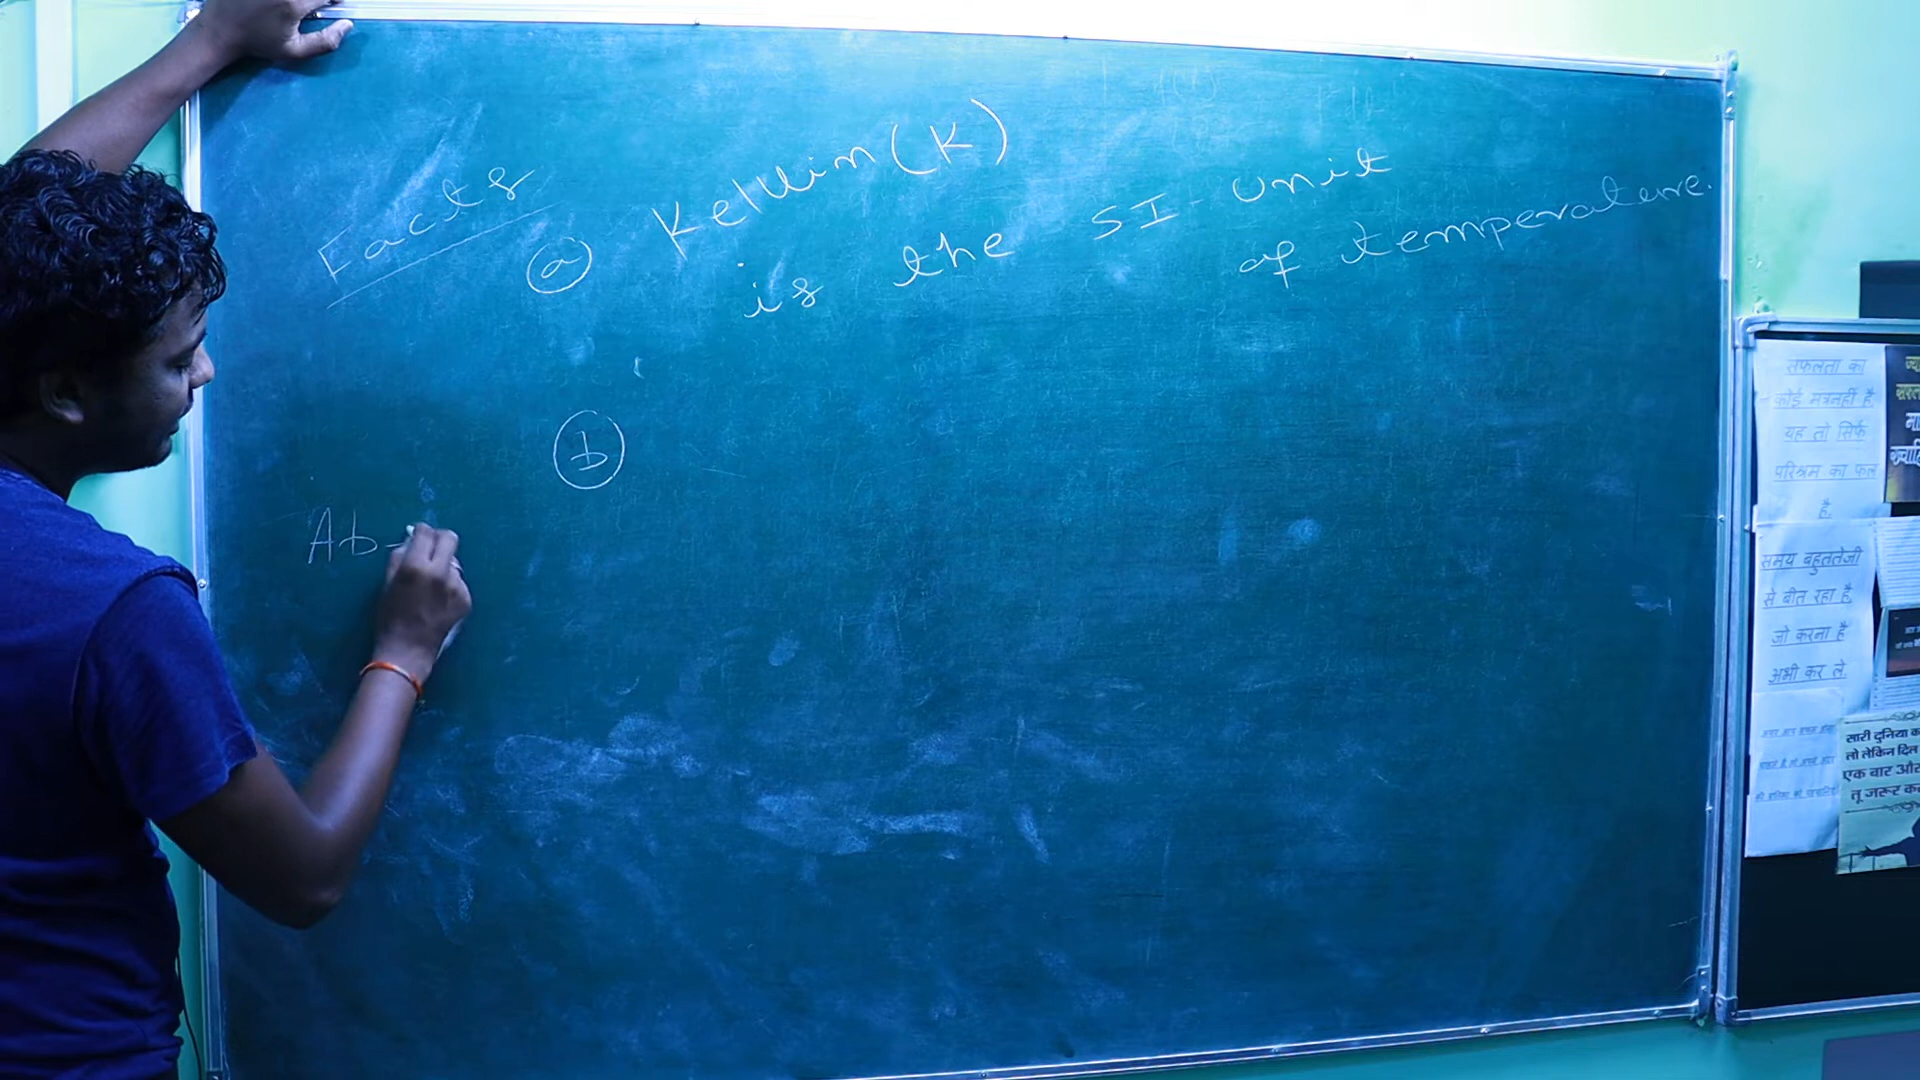 Facts
(a) Kelvin (K)
is the SI unit
of temperature.
(b)
Ab
सफलता का
कोई मंत्र नहीं है
यह तो सिर्फ
परिश्रम का फल
है.
समय बहुत तेजी
से बीत रहा है,
जो करना है
अभी कर ले.
सारी दुनिया क
लो लेकिन दिल
एक बार और
तू जरूर क